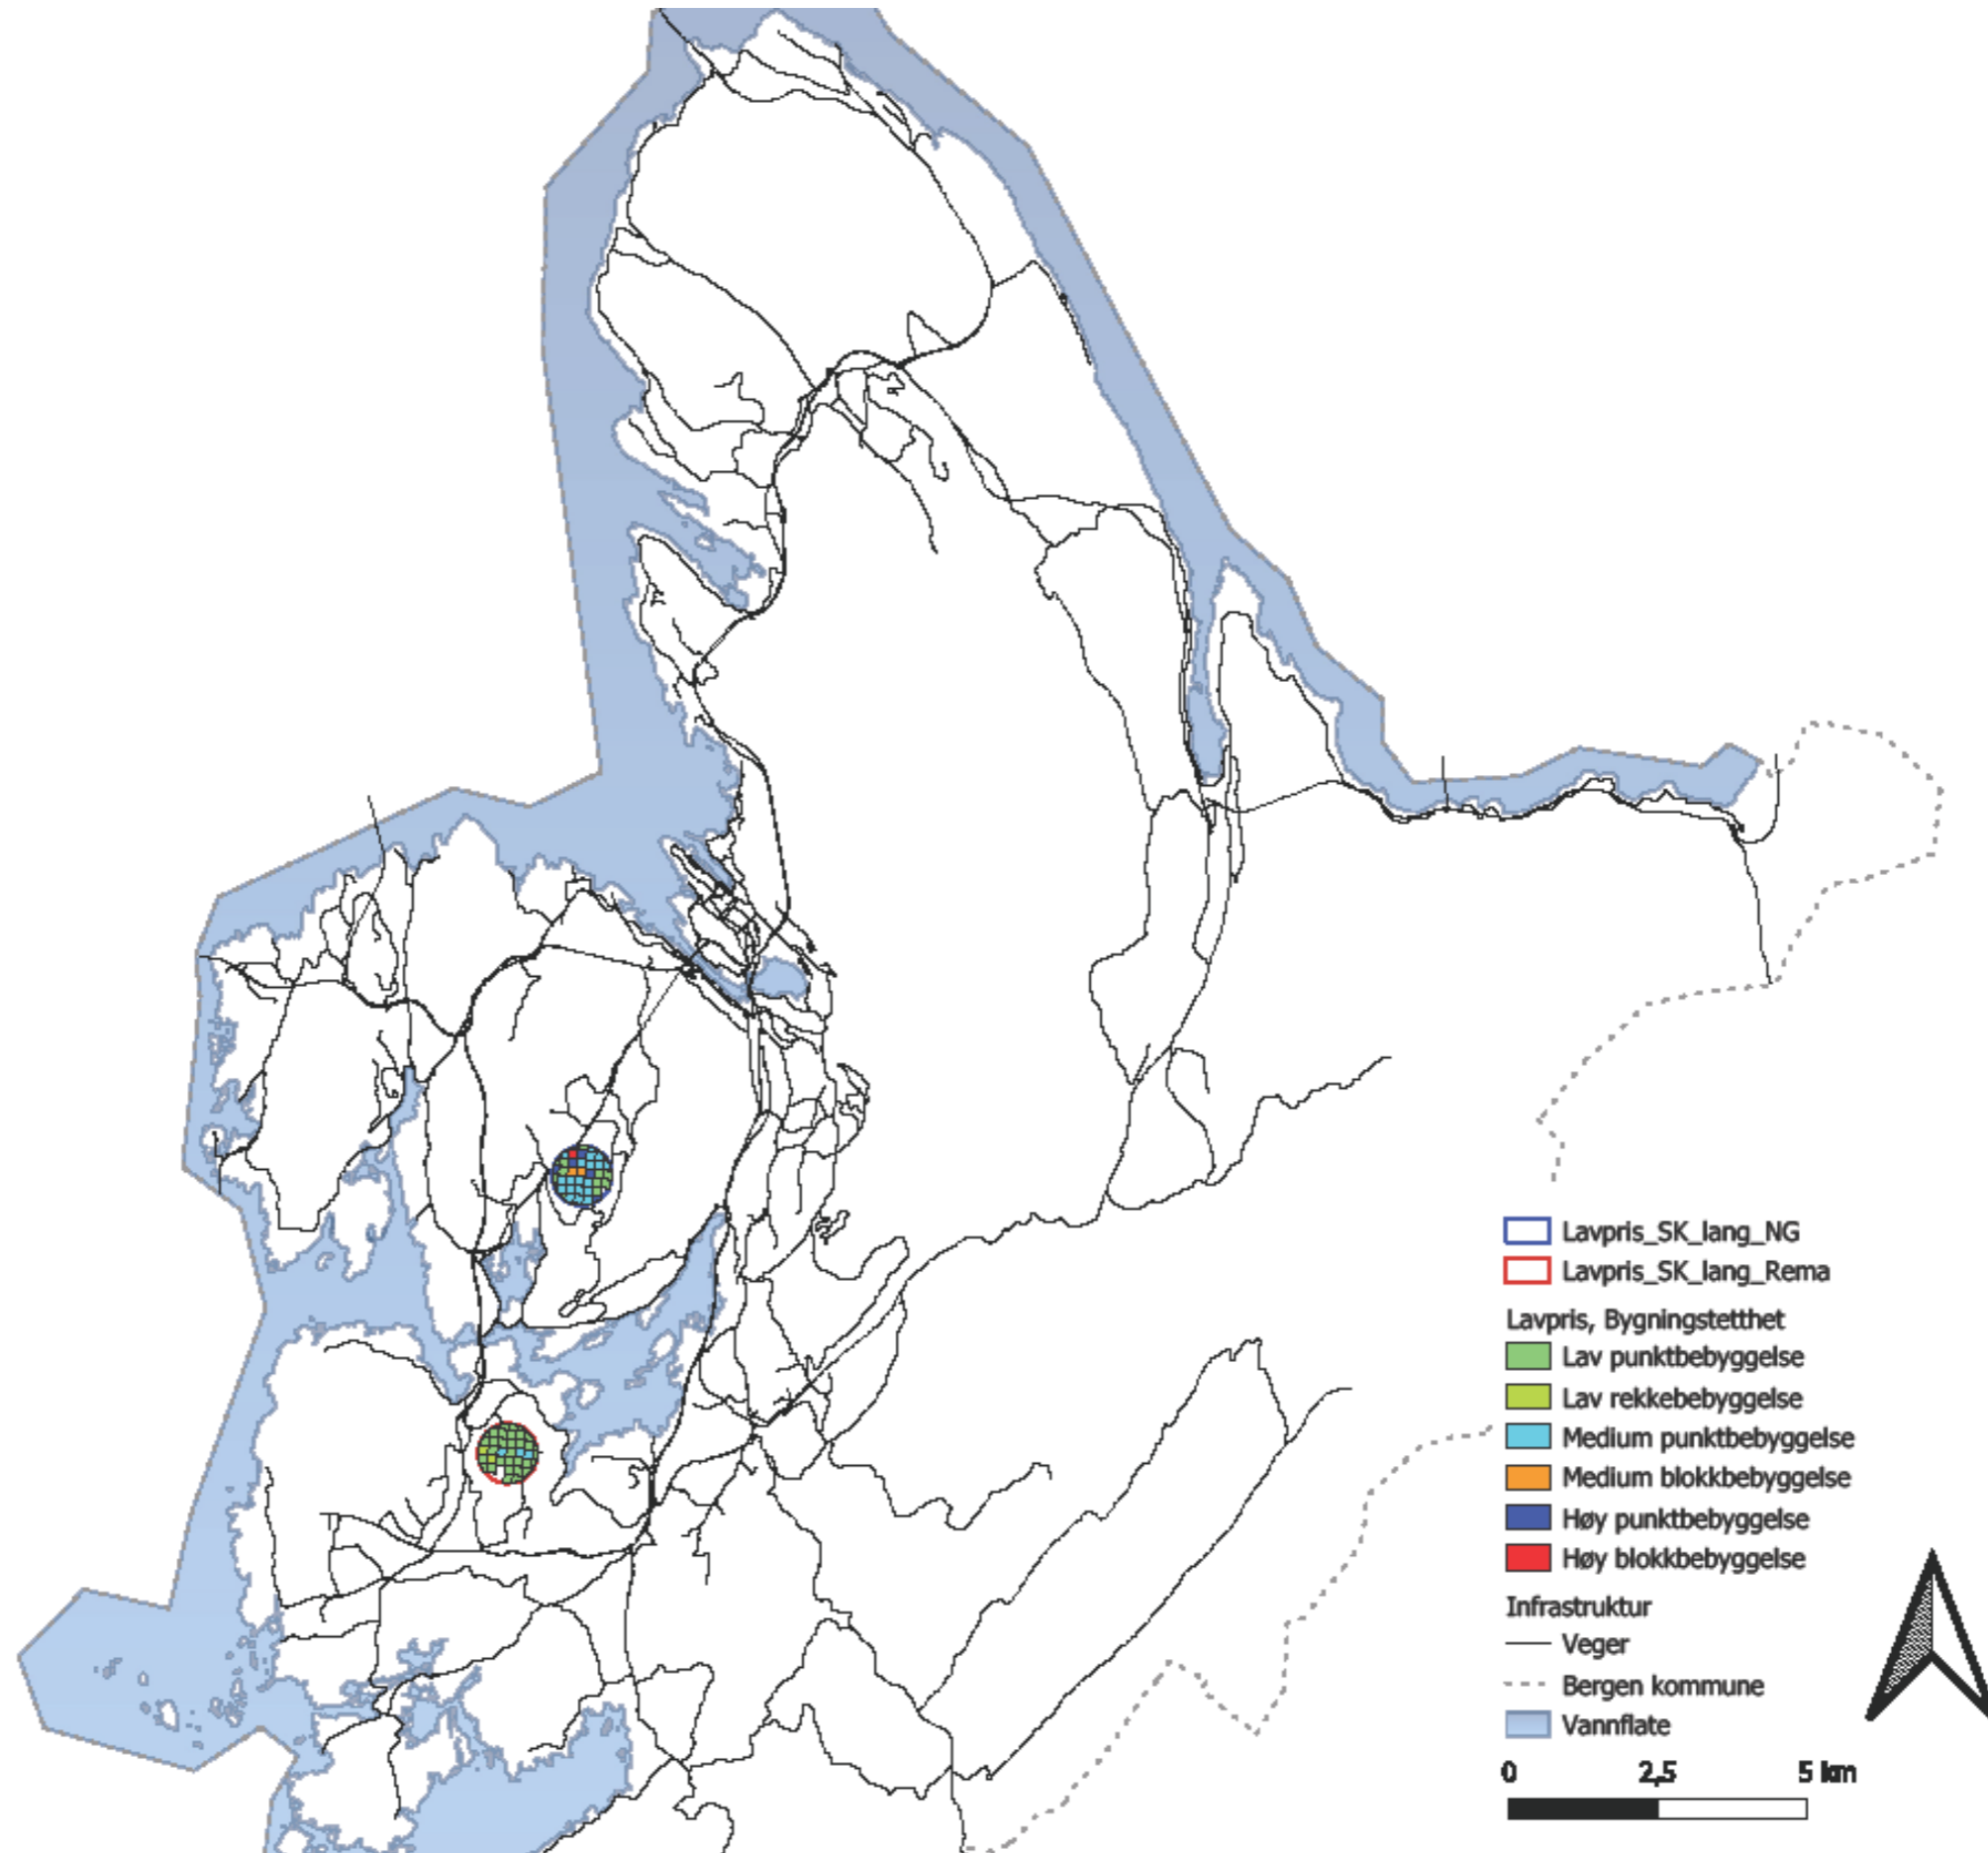 Lavpris_SK_lang_NG
Lavpris_SK_lang_Rema
Lavpris, Bygningstetthet
Lav punktbebyggelse
Lav rekkebebyggelse
Medium punktbebyggelse
Medium blokkbebyggelse
Høy punktbebyggelse
Høy blokkbebyggelse
Infrastruktur
Veger
Bergen kommune
Vannflate
0 2,5 5 km